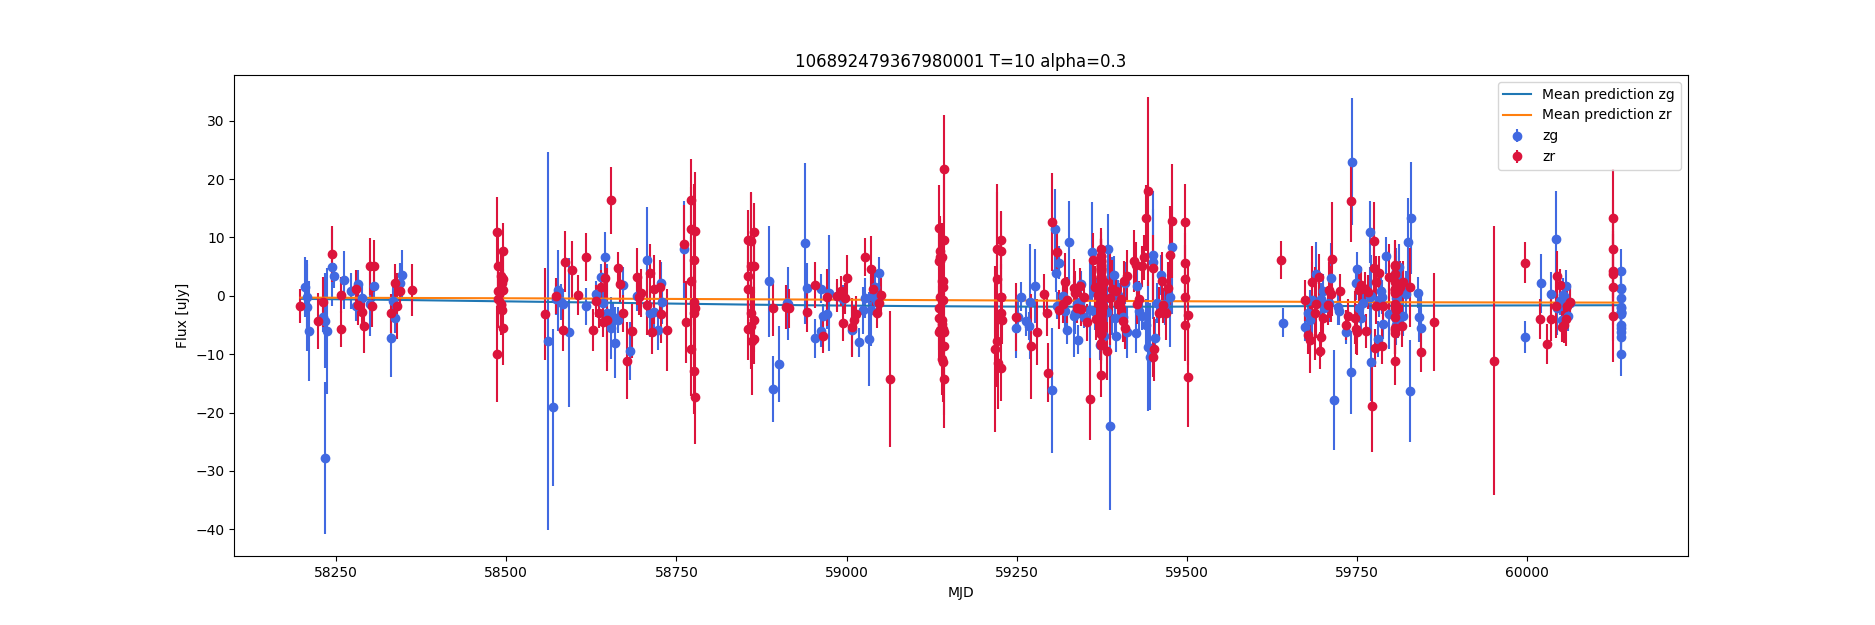 106892479367980001 T=10 alpha=0.3
Mean prediction zg
Mean prediction zr
zg
zr
Flux [uJy]
30
20
10
0
−10
−20
−30
−40
58250 58500 58750 59000 59250 59500 59750 60000
MJD